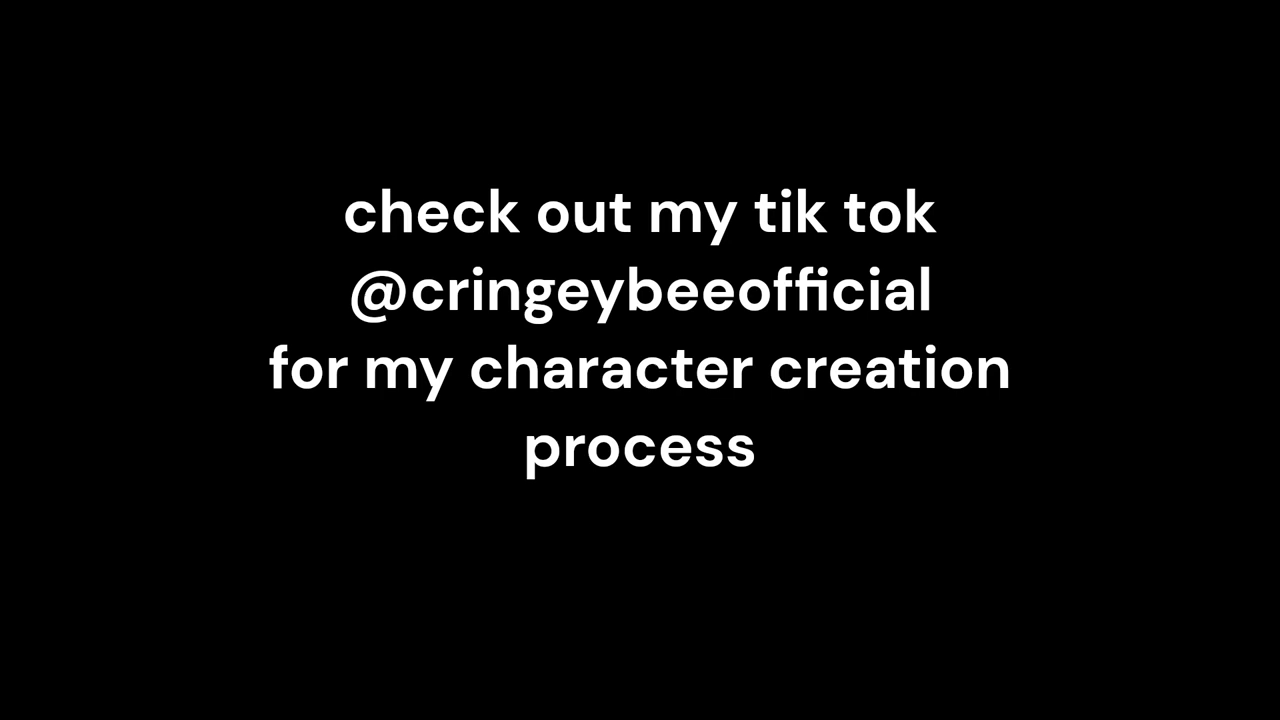 check out my tik tok
@cringeybeeofficial
for my character creation
process